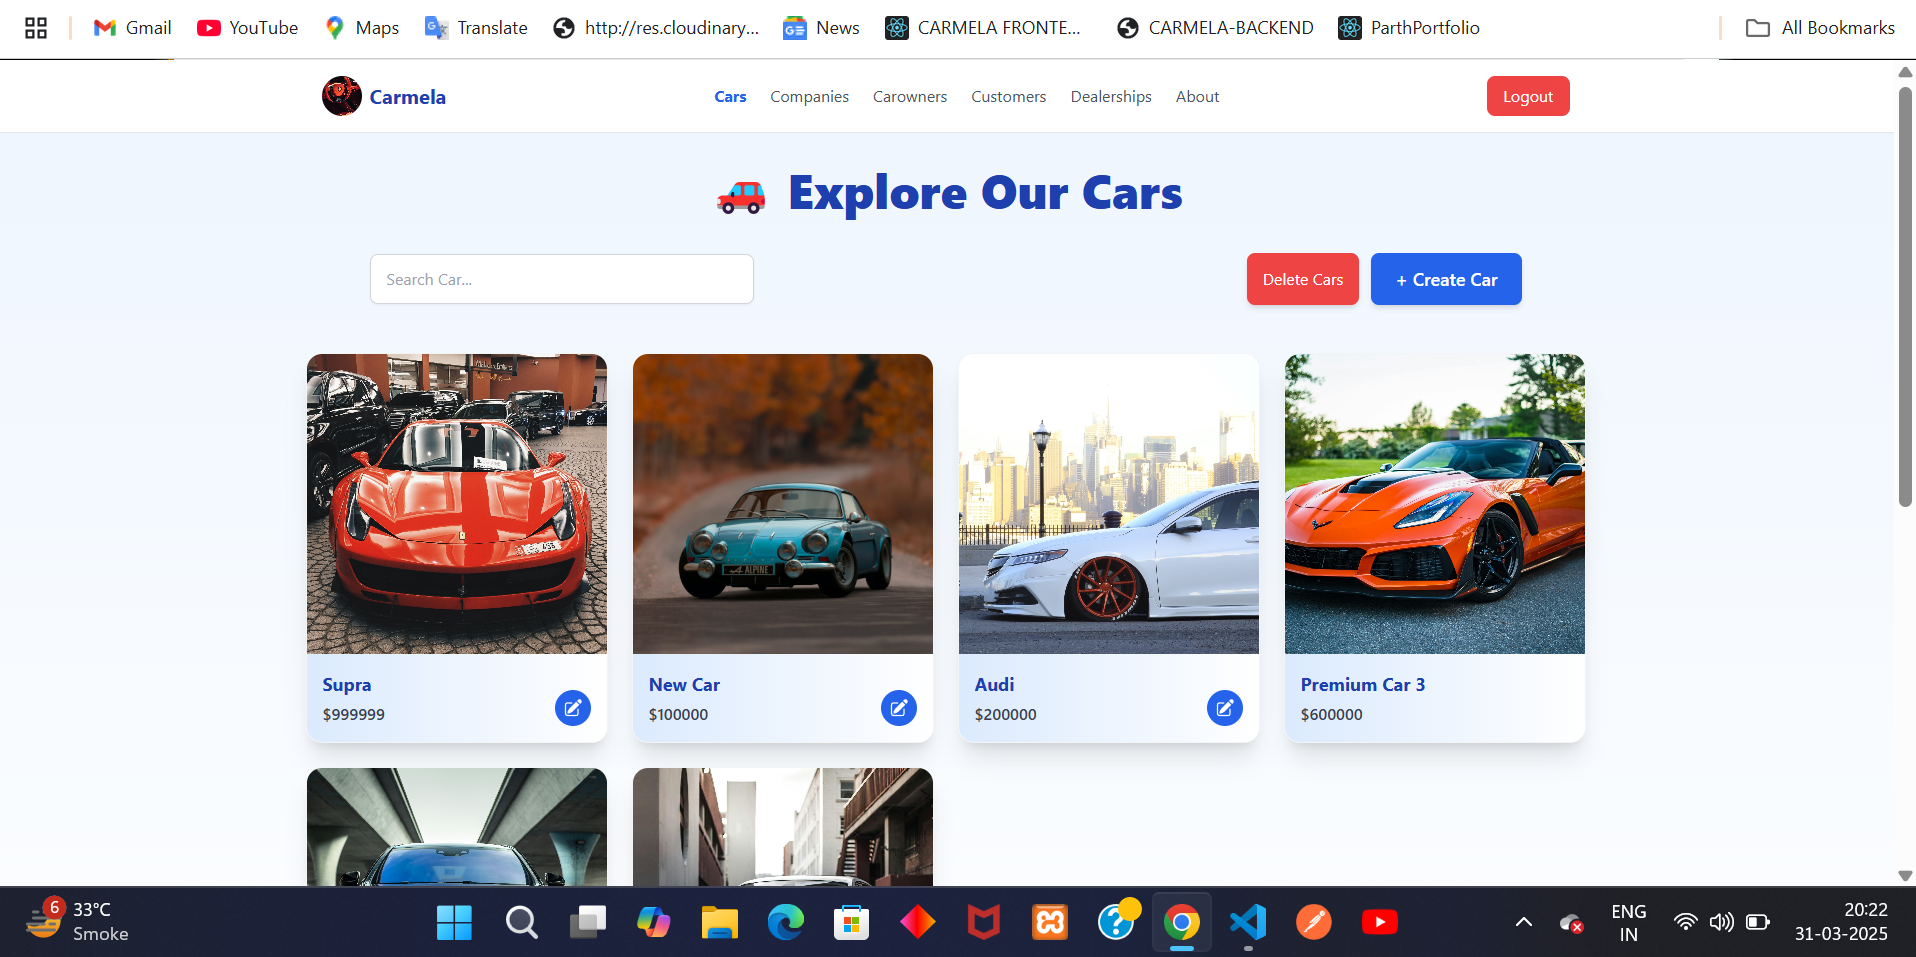 Gmail
YouTube
Maps
Translate
http://res.cloudinary...
News
CARMELA FRONTE...
CARMELA-BACKEND
ParthPortfolio
All Bookmarks
Carmela
Cars
Companies
Carowners
Customers
Dealerships
About
Logout
Explore Our Cars
Search Car...
Delete Cars
+ Create Car
A ALPINE
Supra
$999999
New Car
$100000
Audi
$200000
Premium Car 3
$600000
6
33°C
Smoke
ENG
IN
20:22
31-03-2025